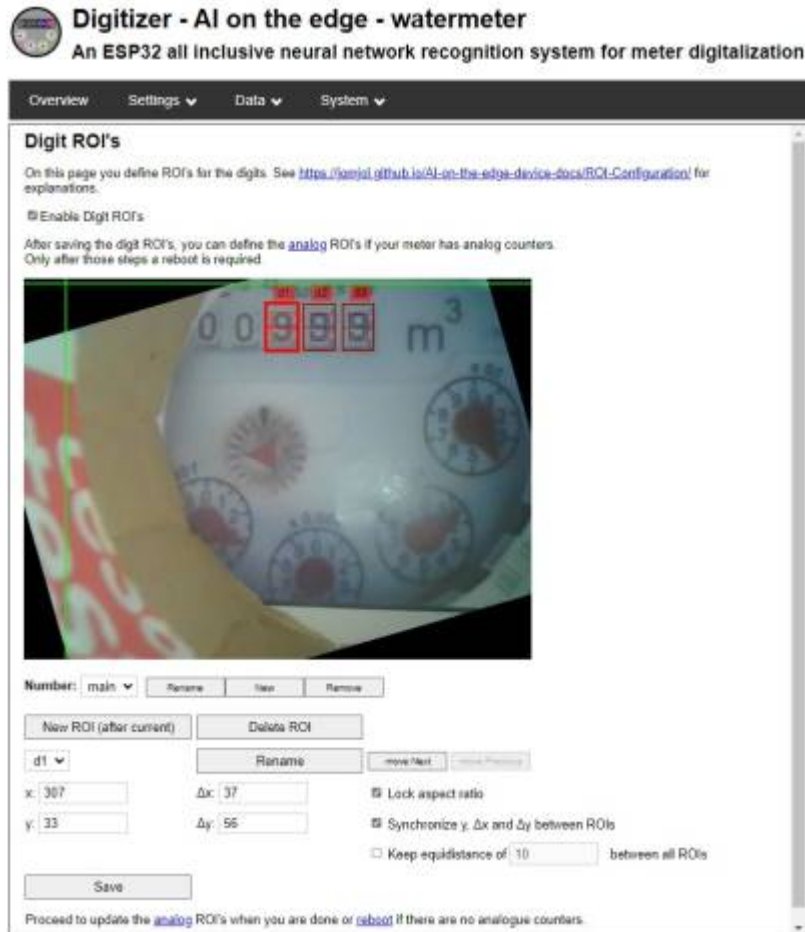 Digitizer - AI on the edge - watermeter
An ESP32 all inclusive neural network recognition system for meter digitalization
Overview Settings Data System
Digit ROI's
On this page you define ROI's for the digits. See https://jomjol.github.io/AI-on-the-edge-device-docs/ROI-Configuration/ for
explanations.
Enable Digit ROI's
After saving the digit ROI's, you can define the analog ROI's if your meter has analog counters.
Only after those steps a reboot is required
d1 d2 d3
0 0 9 9 9 m³
Number: main Rename New Remove
New ROI (after current) Delete ROI
d1 Rename move Next move Previous
x: 307 Δx: 37 Lock aspect ratio
y: 33 Δy: 56 Synchronize y, Δx and Δy between ROIs
Keep equidistance of 10 between all ROIs
Save
Proceed to update the analog ROI's when you are done or reboot if there are no analogue counters.